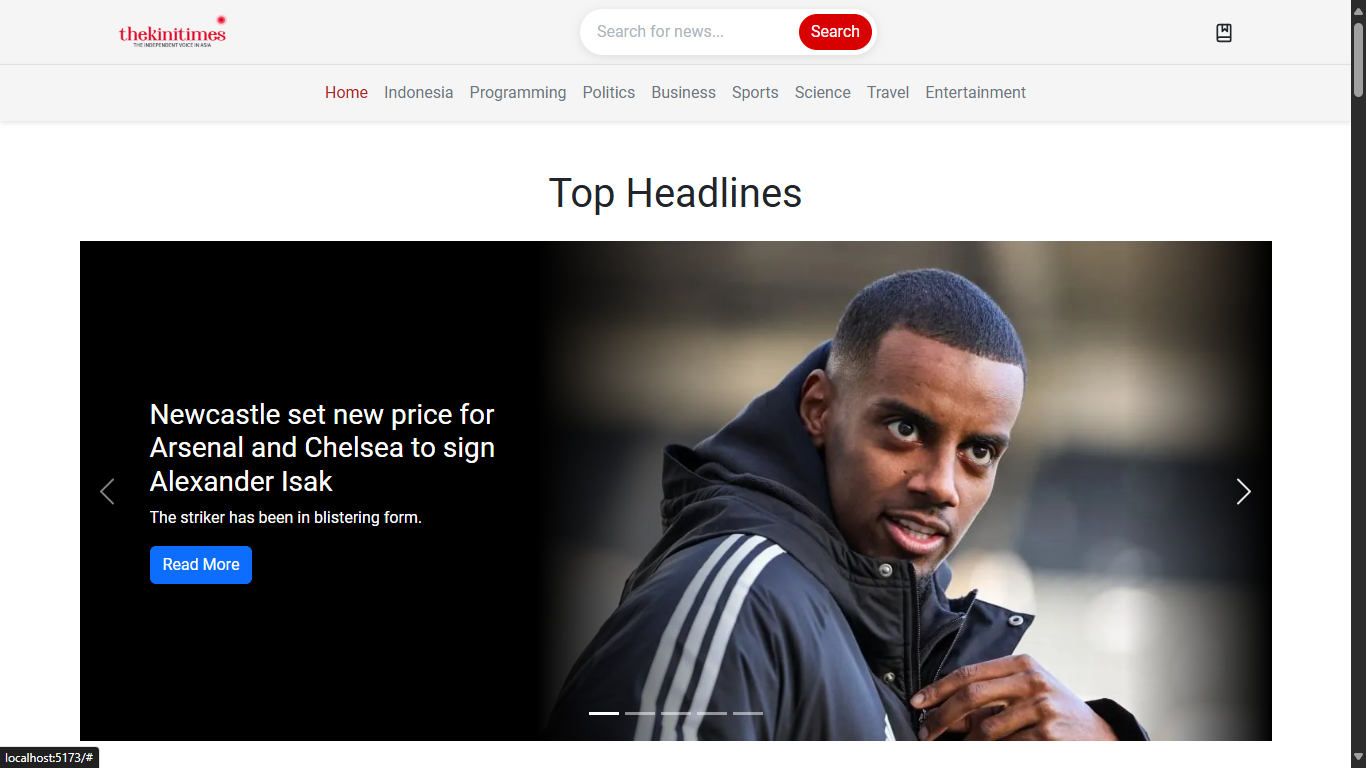 thekinitimes
THE INDEPENDENT VOICE IN ASIA
Search for news...
Search
Home Indonesia Programming Politics Business Sports Science Travel Entertainment
Top Headlines
Newcastle set new price for
Arsenal and Chelsea to sign
Alexander Isak
The striker has been in blistering form.
Read More
localhost:5173/#